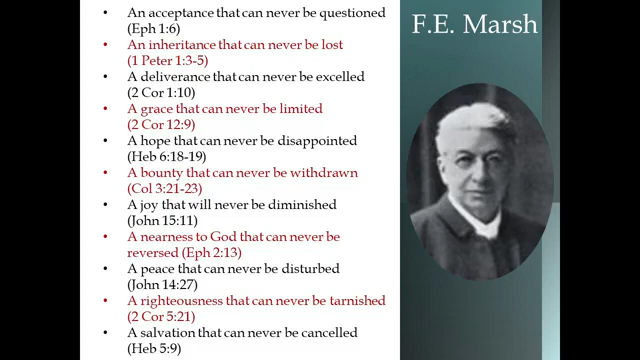 • An acceptance that can never be questioned
(Eph 1:6)
• An inheritance that can never be lost
(1 Peter 1:3-5)
• A deliverance that can never be excelled
(2 Cor 1:10)
• A grace that can never be limited
(2 Cor 12:9)
• A hope that can never be disappointed
(Heb 6:18-19)
• A bounty that can never be withdrawn
(Col 3:21-23)
• A joy that will never be diminished
(John 15:11)
• A nearness to God that can never be
reversed (Eph 2:13)
• A peace that can never be disturbed
(John 14:27)
• A righteousness that can never be tarnished
(2 Cor 5:21)
• A salvation that can never be cancelled
(Heb 5:9)
F.E. Marsh